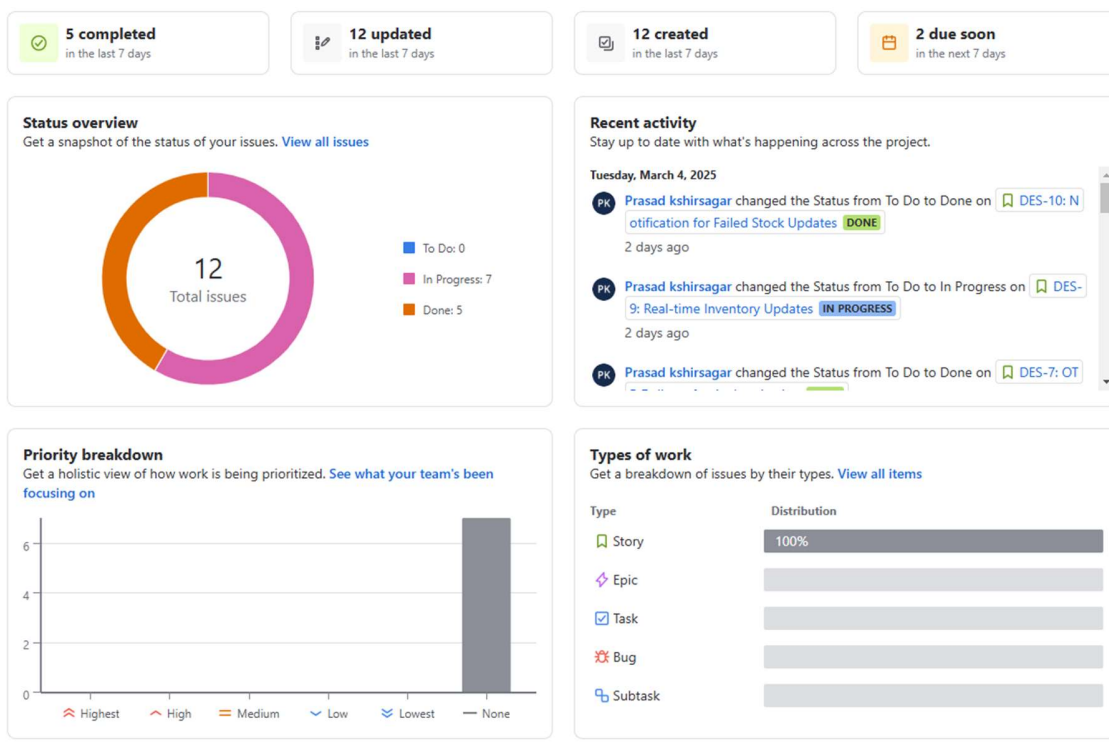 5 completed
in the last 7 days
12 updated
in the last 7 days
12 created
in the last 7 days
2 due soon
in the next 7 days
Status overview
Get a snapshot of the status of your issues. View all issues
12
Total issues
To Do: 0
In Progress: 7
Done: 5
Recent activity
Stay up to date with what's happening across the project.
Tuesday, March 4, 2025
PK
Prasad kshirsagar changed the Status from To Do to Done on DES-10: N
otification for Failed Stock Updates DONE
2 days ago
PK
Prasad kshirsagar changed the Status from To Do to In Progress on DES-
9: Real-time Inventory Updates IN PROGRESS
2 days ago
PK
Prasad kshirsagar changed the Status from To Do to Done on DES-7: OT
Priority breakdown
Get a holistic view of how work is being prioritized. See what your team's been
focusing on
6
4
2
0
Highest
High
Medium
Low
Lowest
None
Types of work
Get a breakdown of issues by their types. View all items
Type Distribution
Story 100%
Epic
Task
Bug
Subtask